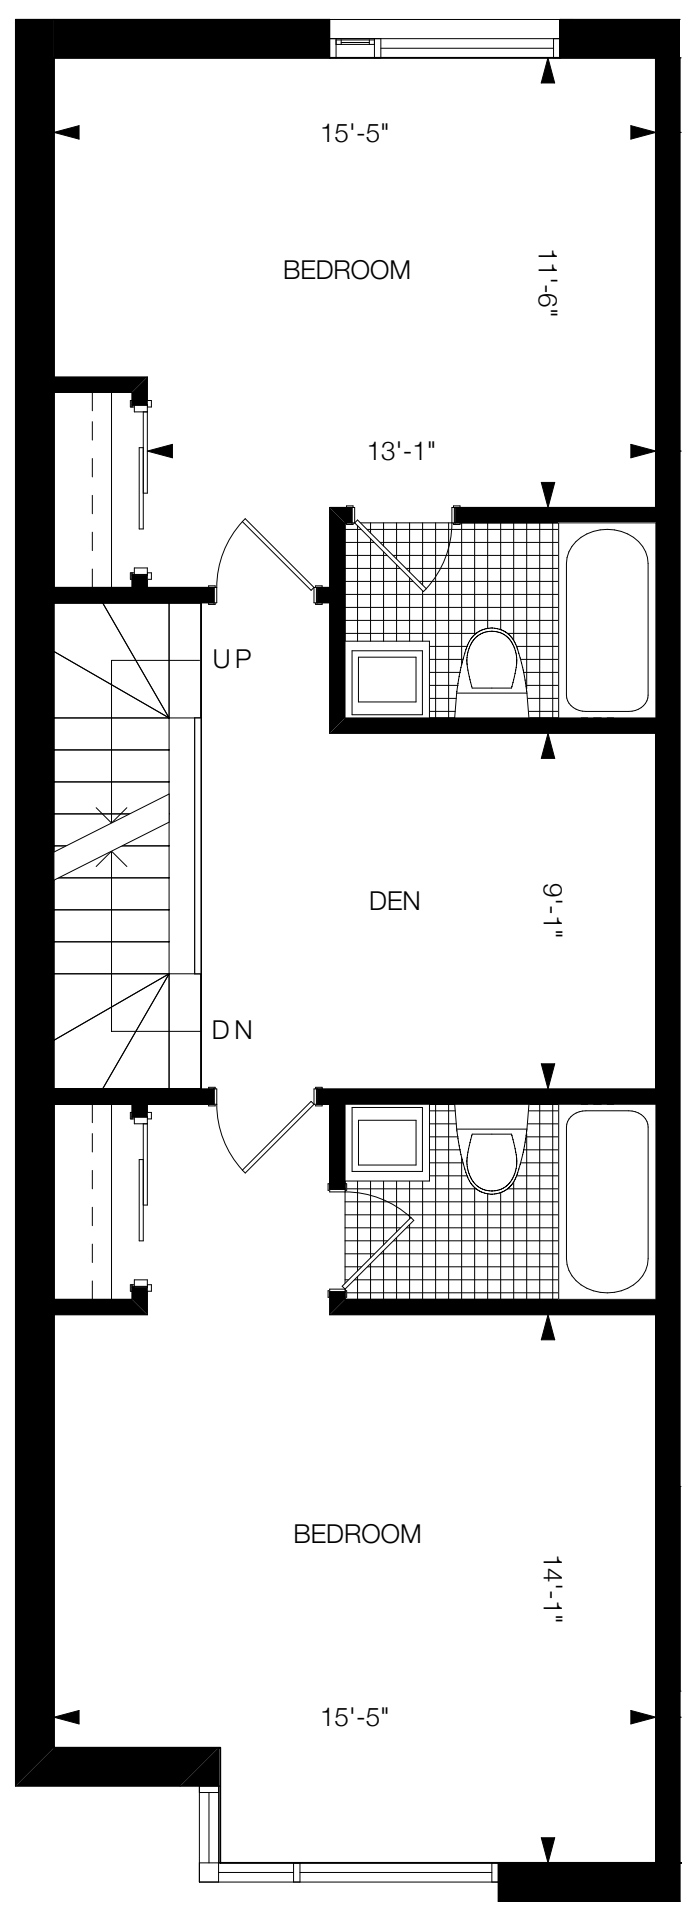 15'-5"
BEDROOM
11'-6"
13'-1"
UP
DEN
9'-1"
DN
BEDROOM
14'-1"
15'-5"